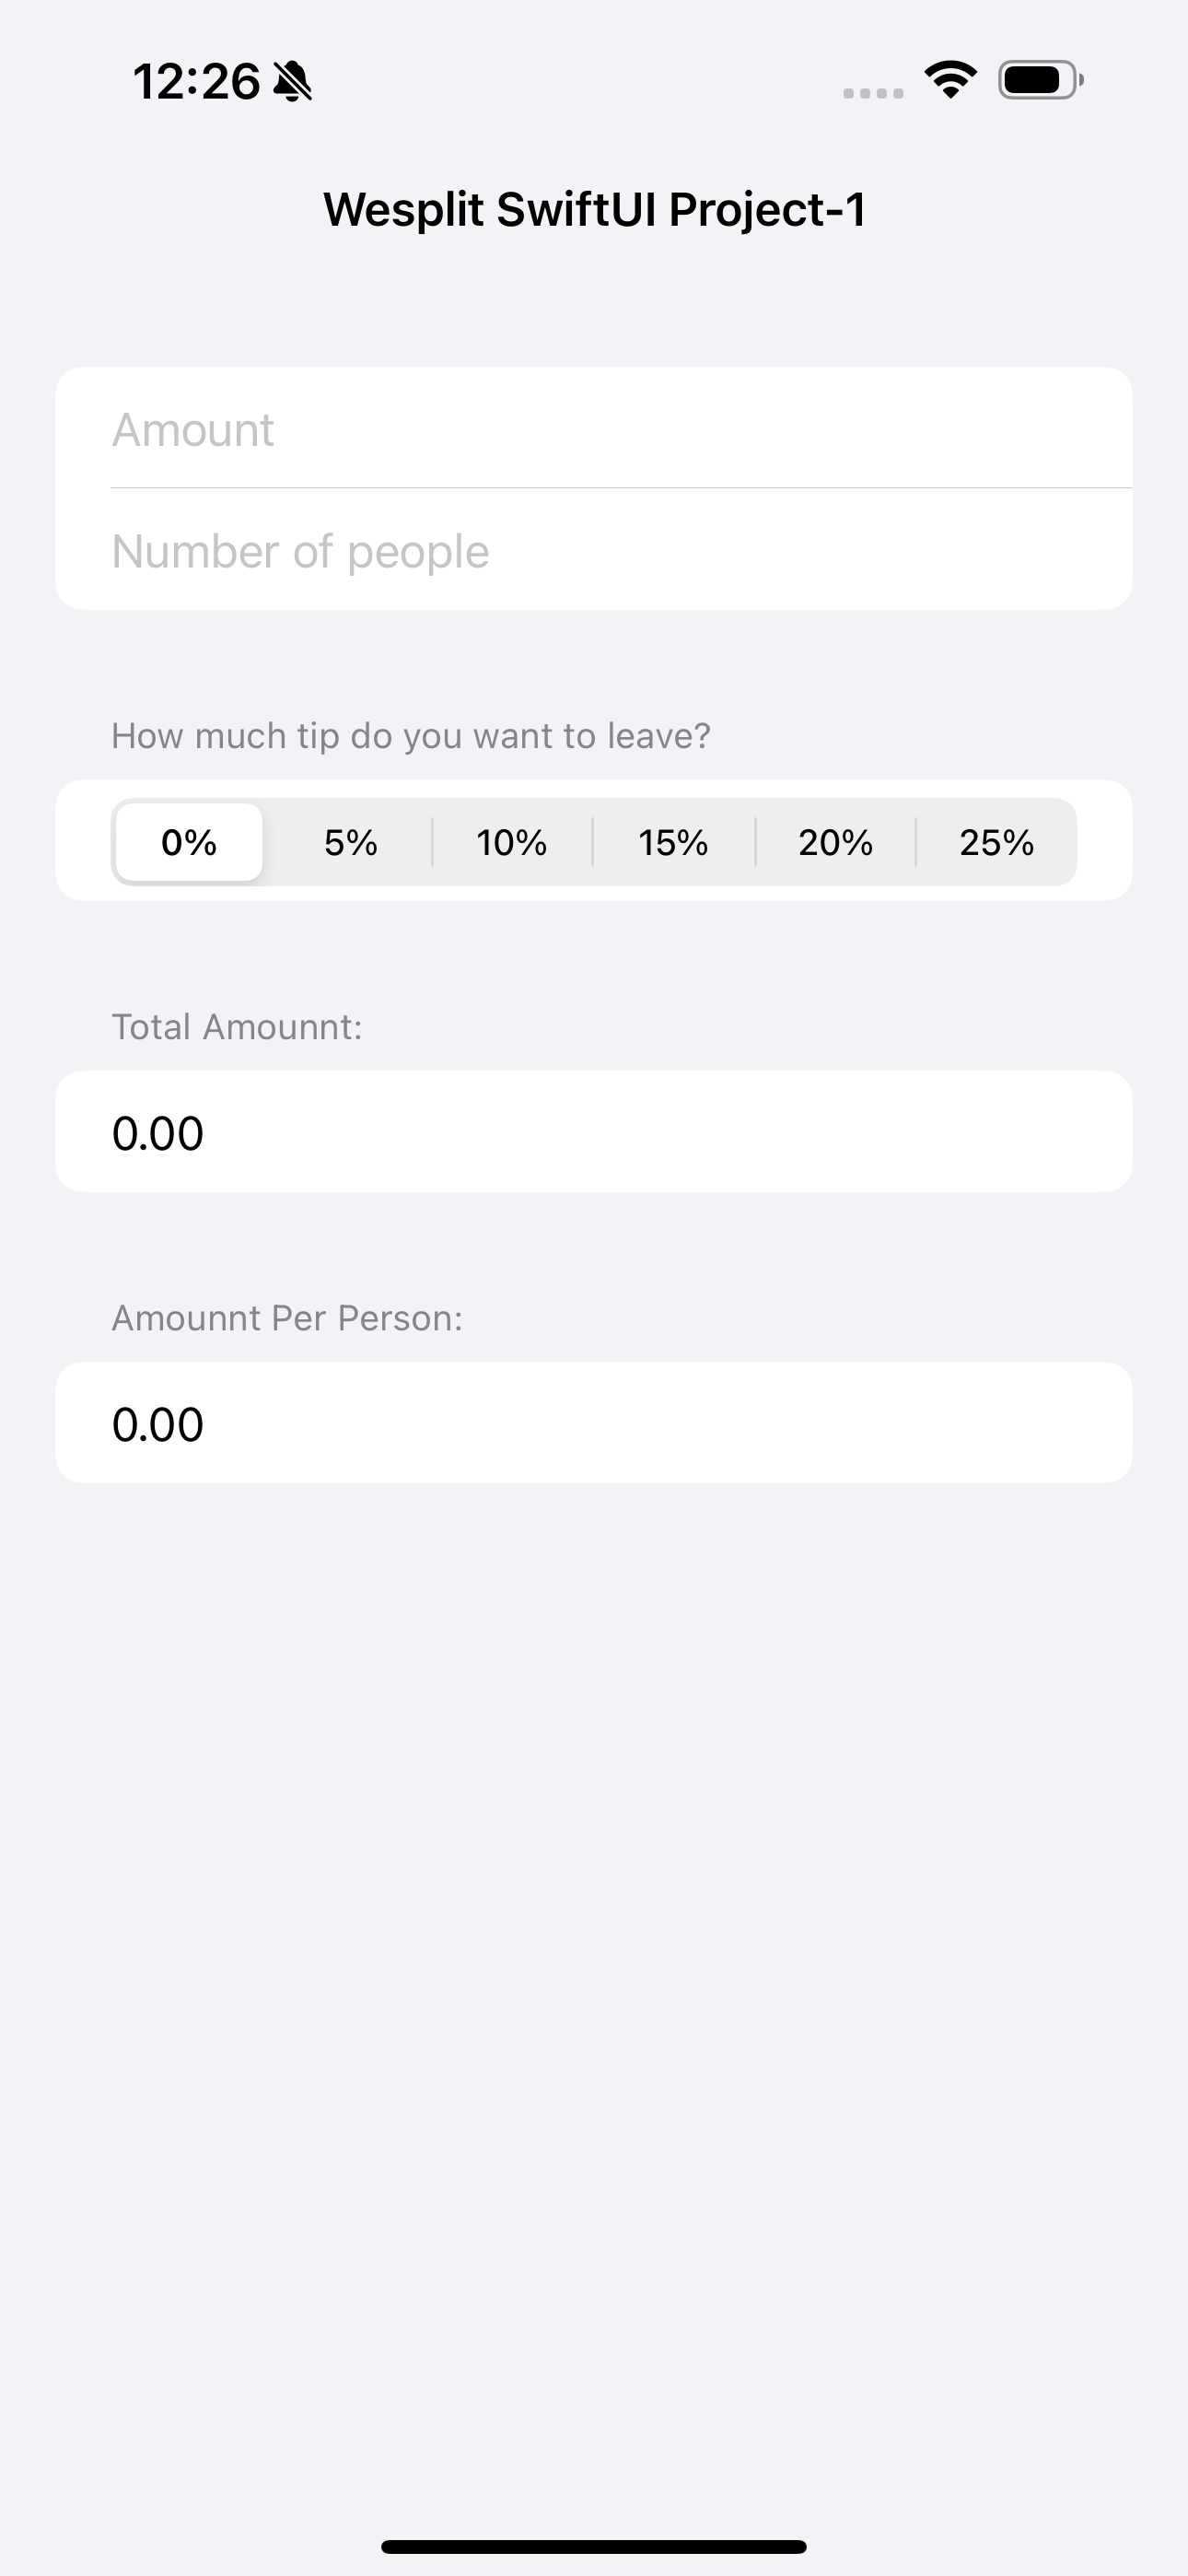 12:26
Wesplit SwiftUI Project-1
Amount
Number of people
How much tip do you want to leave?
0% 5% 10% 15% 20% 25%
Total Amounnt:
0.00
Amounnt Per Person:
0.00